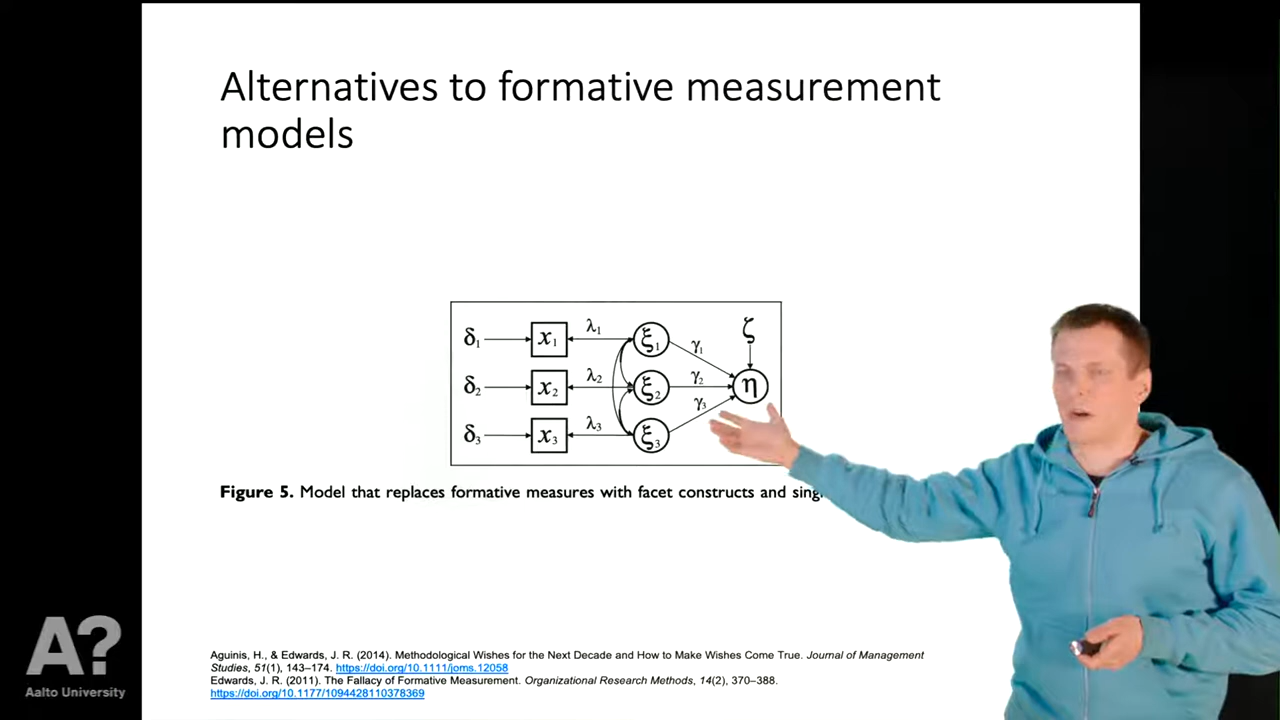 Alternatives to formative measurement
models
δ1 x1 λ1 ξ1 γ1 ζ
δ2 x2 λ2 ξ2 γ2 η
δ3 x3 λ3 ξ3 γ3
Figure 5. Model that replaces formative measures with facet constructs and
Aguinis, H., & Edwards, J. R. (2014). Methodological Wishes for the Next Decade and How to Make Wishes Come True. Journal of Management
Studies, 51(1), 143–174. https://doi.org/10.1111/joms.12058
Edwards, J. R. (2011). The Fallacy of Formative Measurement. Organizational Research Methods, 14(2), 370–388.
https://doi.org/10.1177/1094428110378369
A?
Aalto University